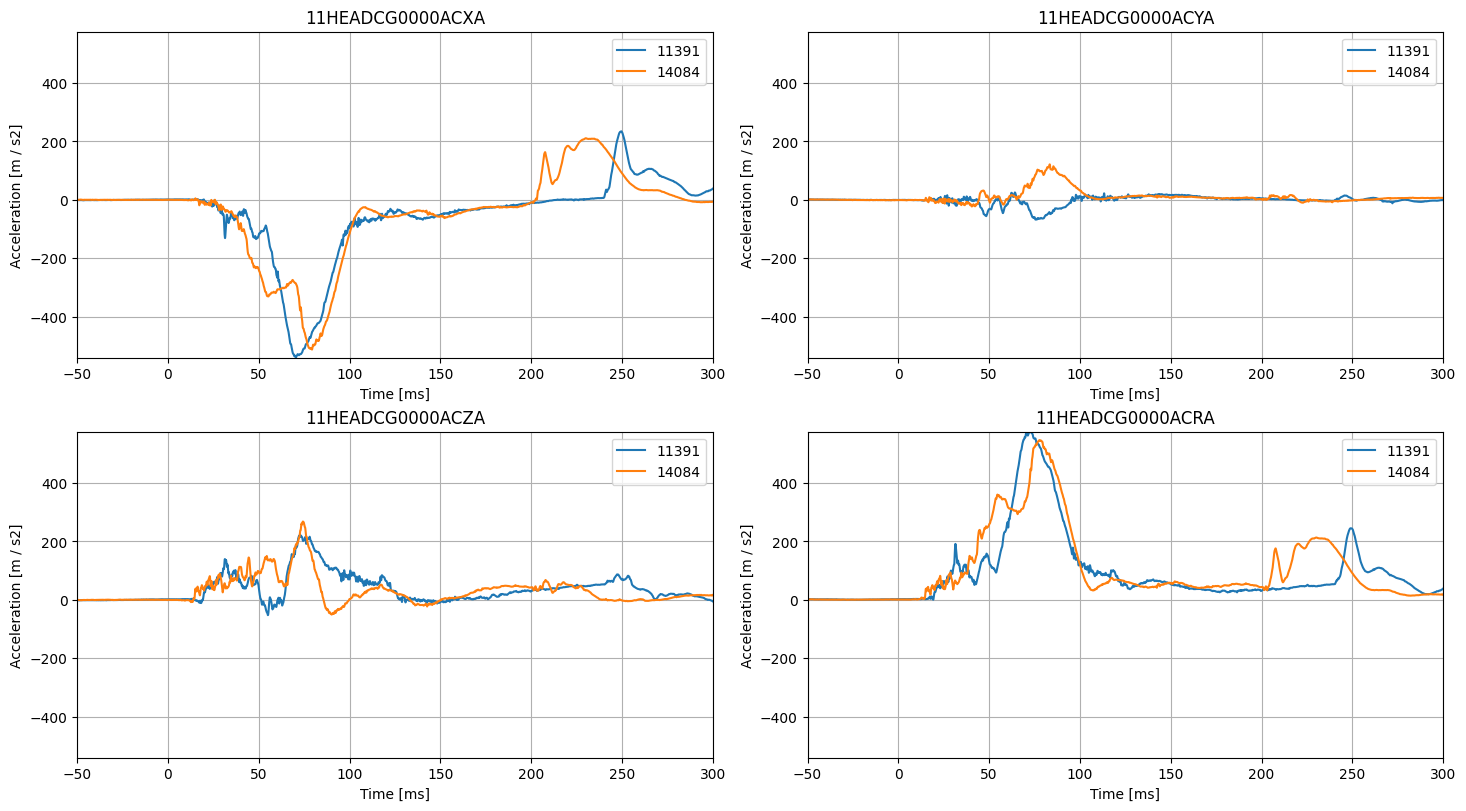 11HEADCG0000ACXA
Acceleration [m / s2]
400
200
0
−200
−400
11391
14084
−50 0 50 100 150 200 250 300
Time [ms]
11HEADCG0000ACYA
Acceleration [m / s2]
400
200
0
−200
−400
11391
14084
−50 0 50 100 150 200 250 300
Time [ms]
11HEADCG0000ACZA
Acceleration [m / s2]
400
200
0
−200
−400
11391
14084
−50 0 50 100 150 200 250 300
Time [ms]
11HEADCG0000ACRA
Acceleration [m / s2]
400
200
0
−200
−400
11391
14084
−50 0 50 100 150 200 250 300
Time [ms]